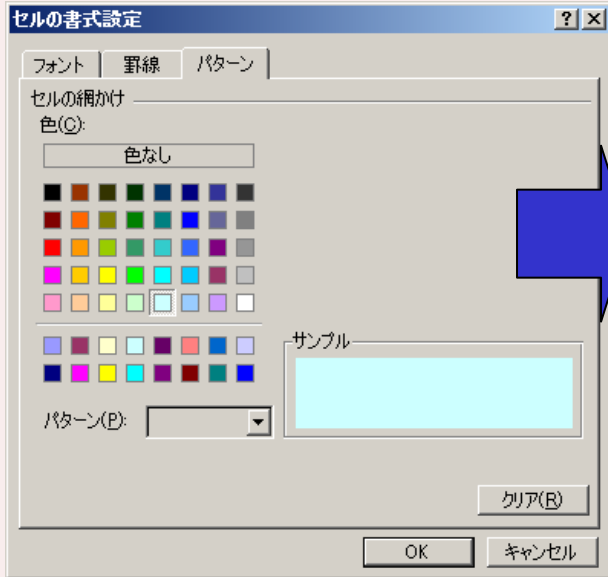 セルの書式設定
フォント 罫線 パターン
セルの網かけ
色(C):
色なし
サンプル
パターン(P):
クリア(R)
OK キャンセル